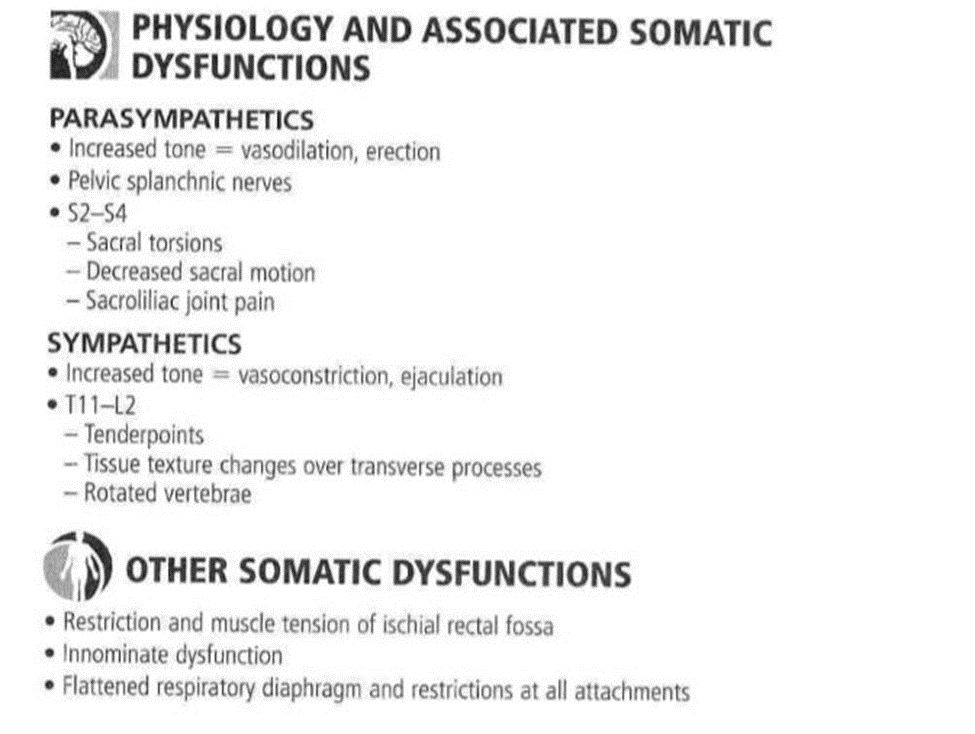 PHYSIOLOGY AND ASSOCIATED SOMATIC
DYSFUNCTIONS
PARASYMPATHETICS
• Increased tone = vasodilation, erection
• Pelvic splanchnic nerves
• S2–S4
– Sacral torsions
– Decreased sacral motion
– Sacroliliac joint pain
SYMPATHETICS
• Increased tone = vasoconstriction, ejaculation
• T11–L2
– Tenderpoints
– Tissue texture changes over transverse processes
– Rotated vertebrae
OTHER SOMATIC DYSFUNCTIONS
• Restriction and muscle tension of ischial rectal fossa
• Innominate dysfunction
• Flattened respiratory diaphragm and restrictions at all attachments